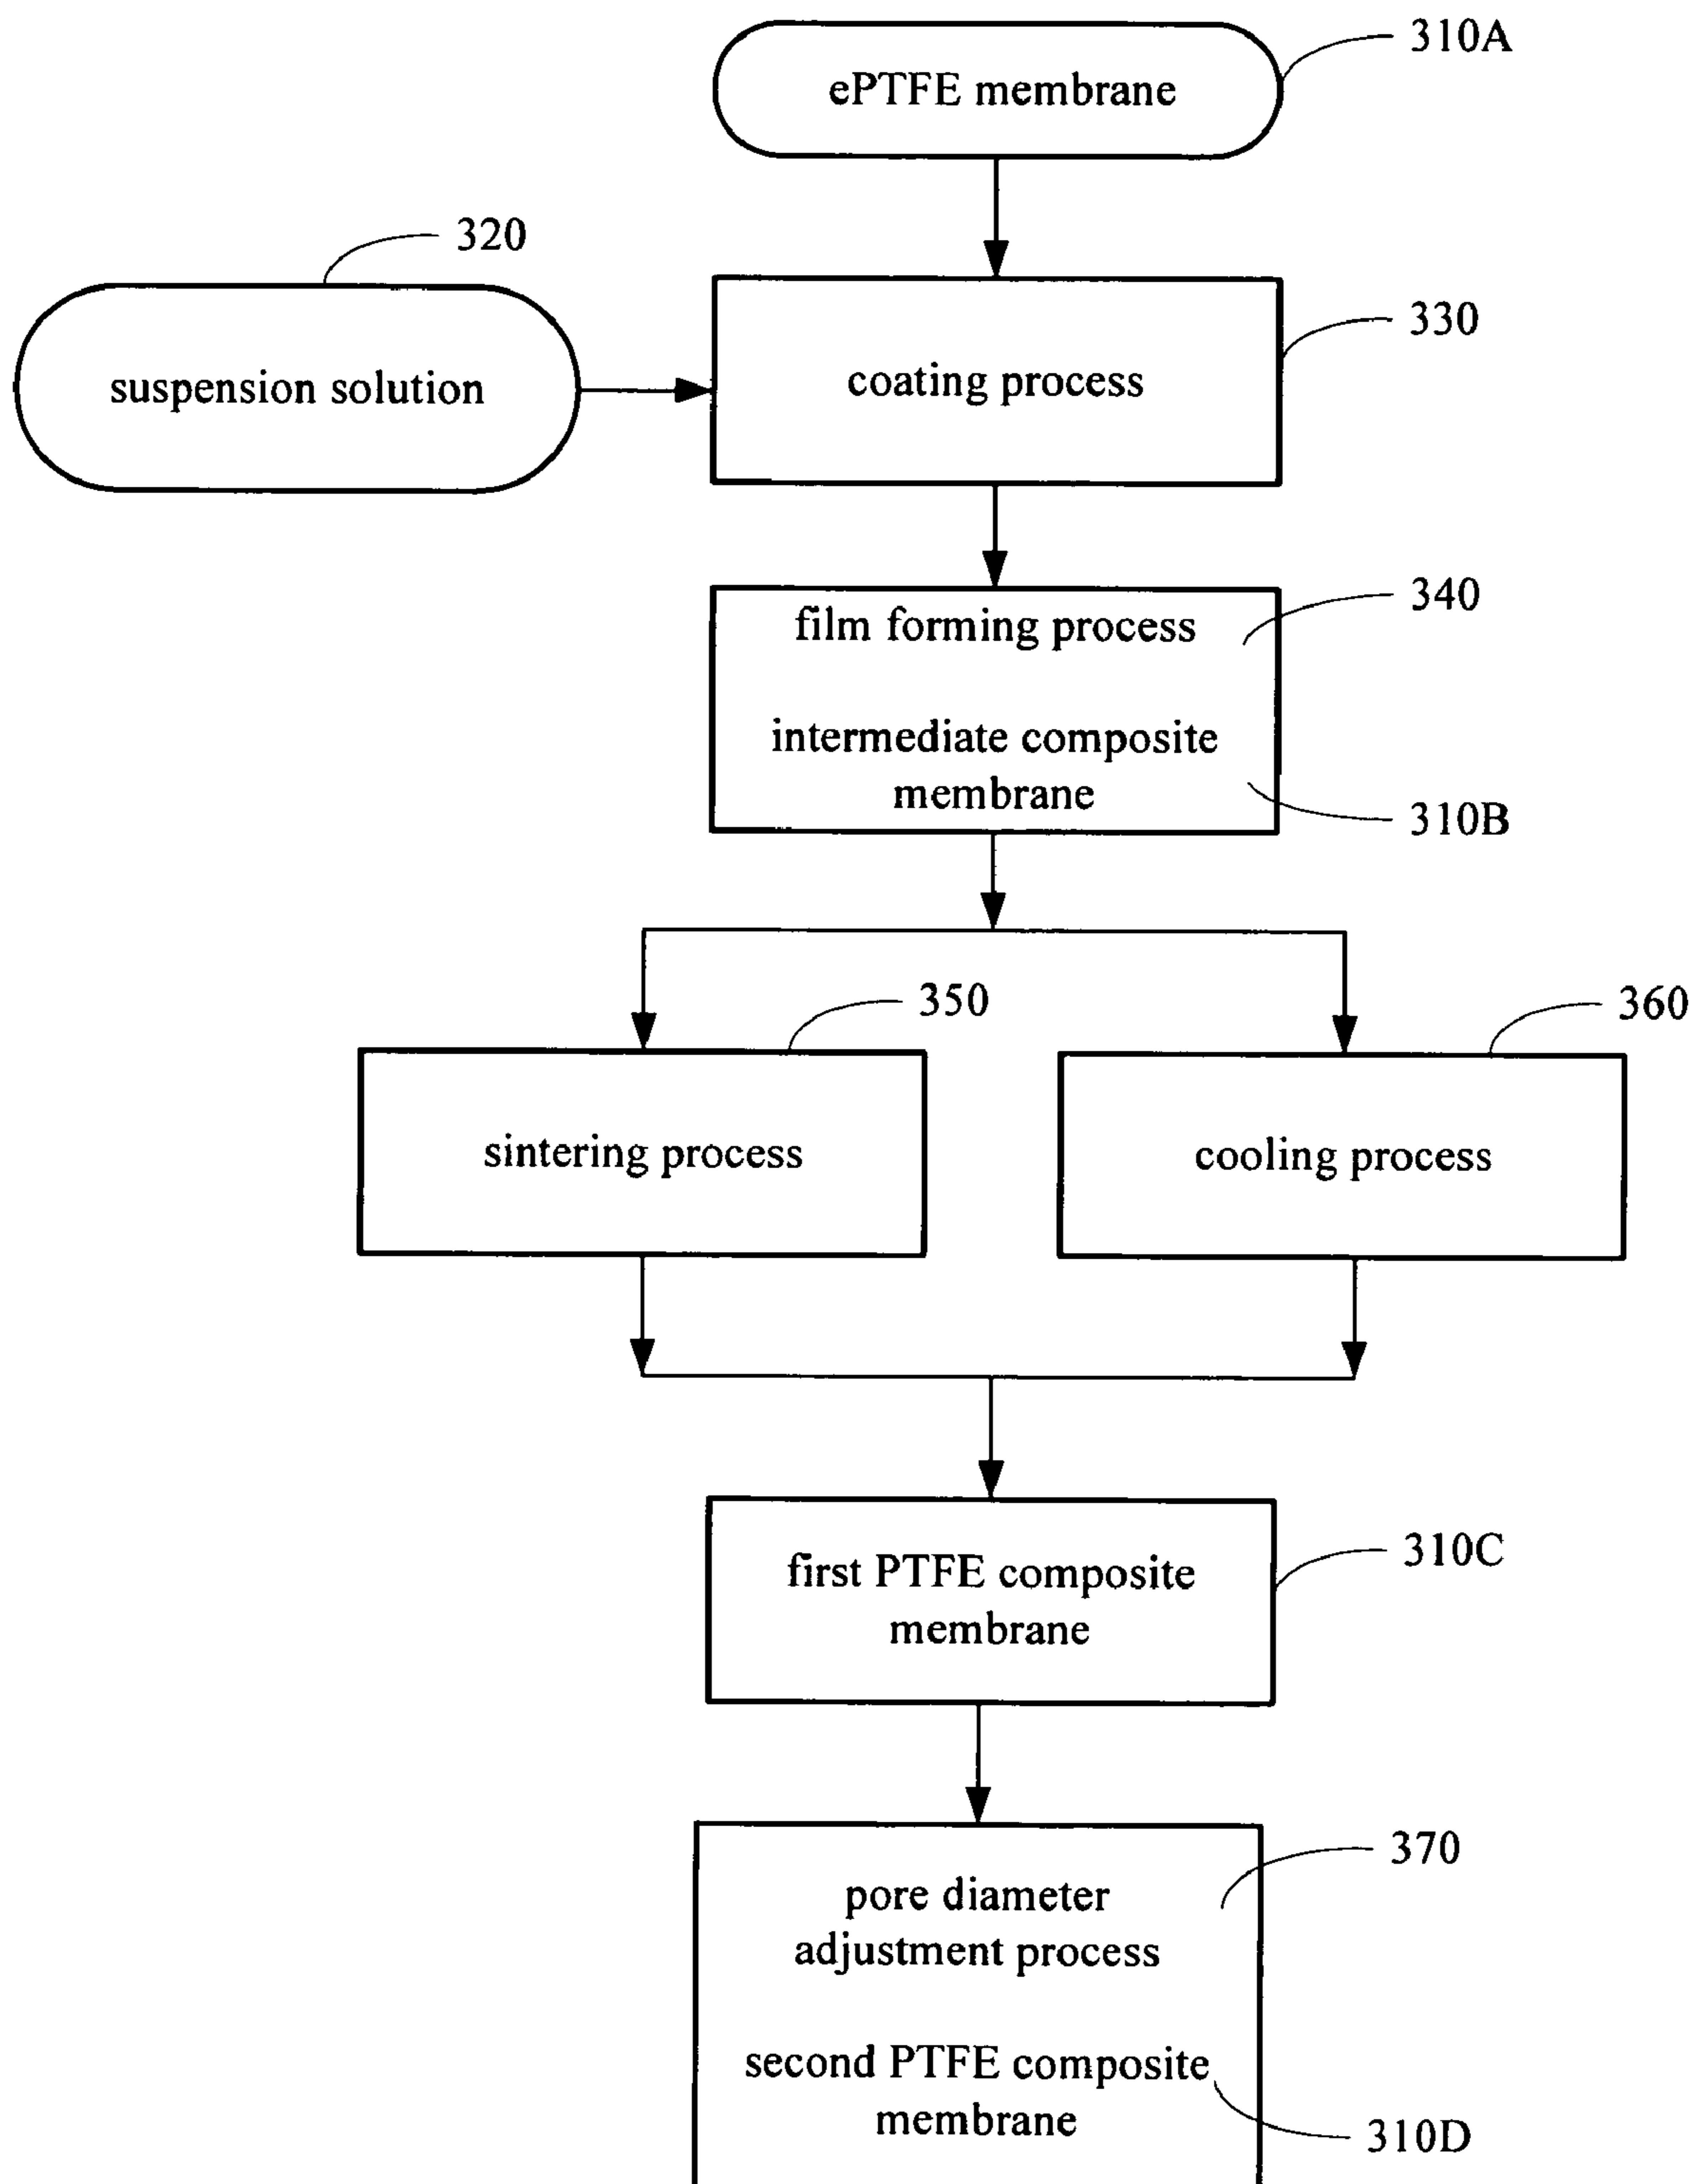 310A
ePTFE membrane
320
330
suspension solution
coating process
340
film forming process
intermediate composite
membrane
310B
350
360
sintering process
cooling process
310C
first PTFE composite
membrane
370
pore diameter
adjustment process
second PTFE composite
membrane
310D